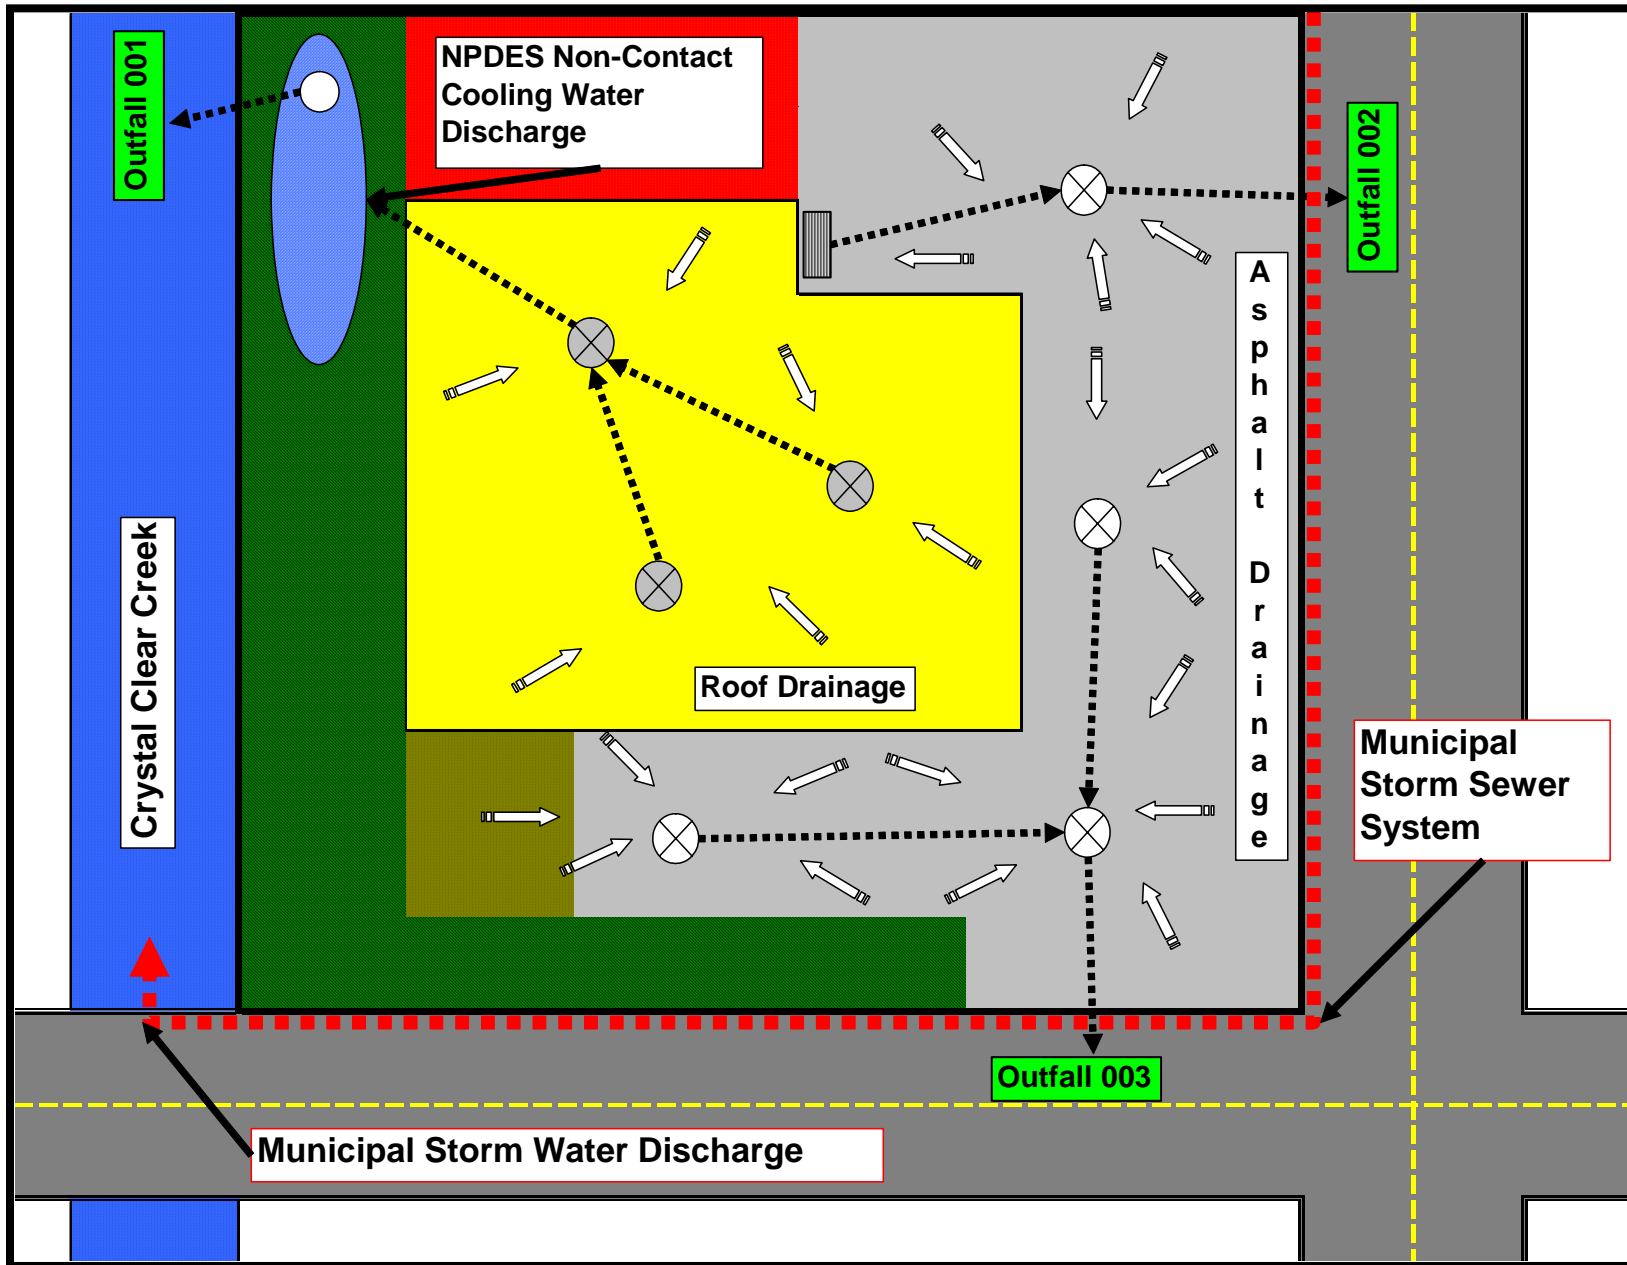 Outfall 001
NPDES Non-Contact
Cooling Water
Discharge
Outfall 002
Asphalt Drainage
Crystal Clear Creek
Roof Drainage
Municipal
Storm Sewer
System
Outfall 003
Municipal Storm Water Discharge